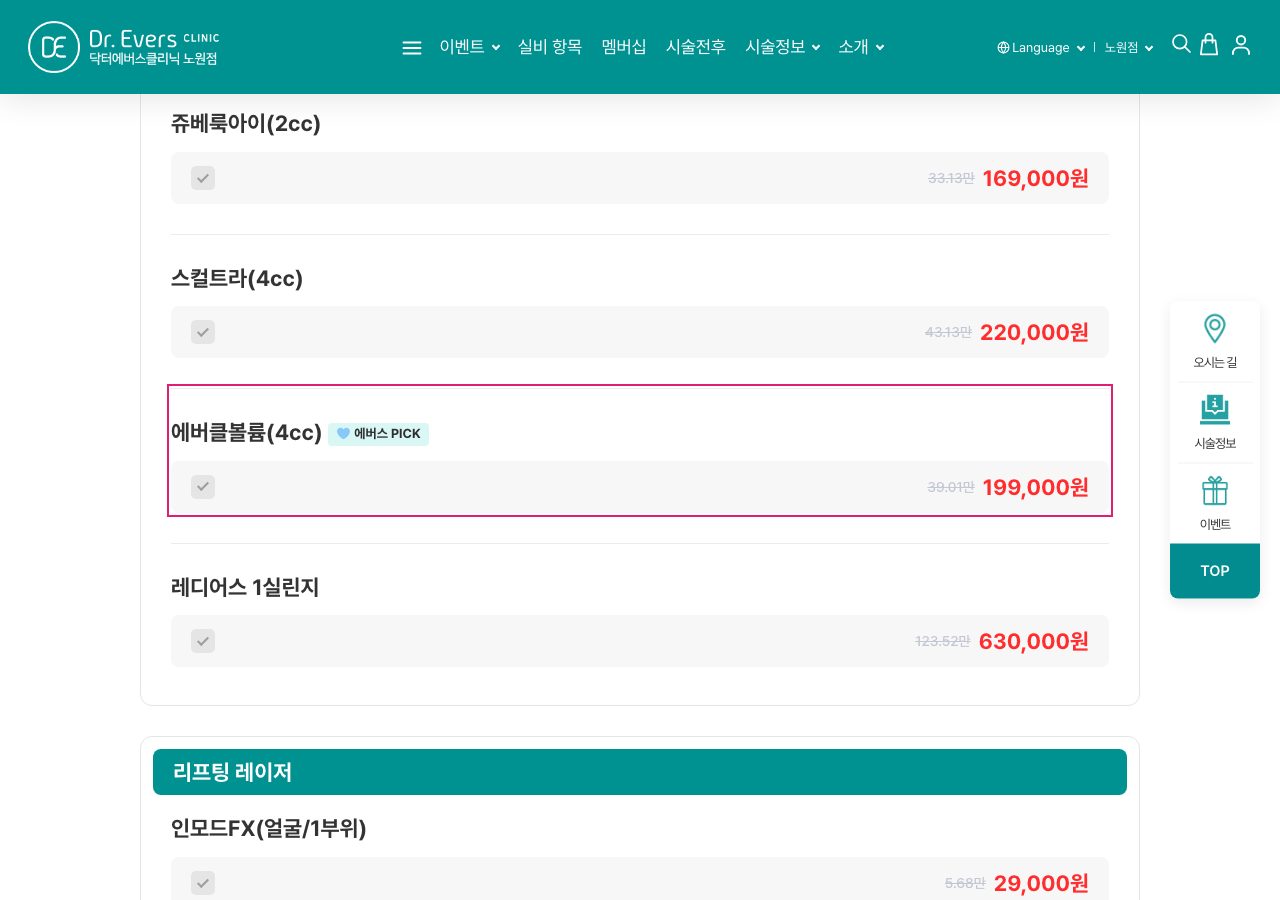 Dr. Evers CLINIC
닥터에버스클리닉 노원점
이벤트 실비 항목 멤버십 시술전후 시술정보 소개
Language 노원점
쥬베룩아이(2cc)
33.13만 169,000원
스컬트라(4cc)
43.13만 220,000원
에버클볼륨(4cc) 에버스 PICK
39.01만 199,000원
레디어스 1실린지
123.52만 630,000원
리프팅 레이저
인모드FX(얼굴/1부위)
5.68만 29,000원
오시는 길
시술정보
이벤트
TOP